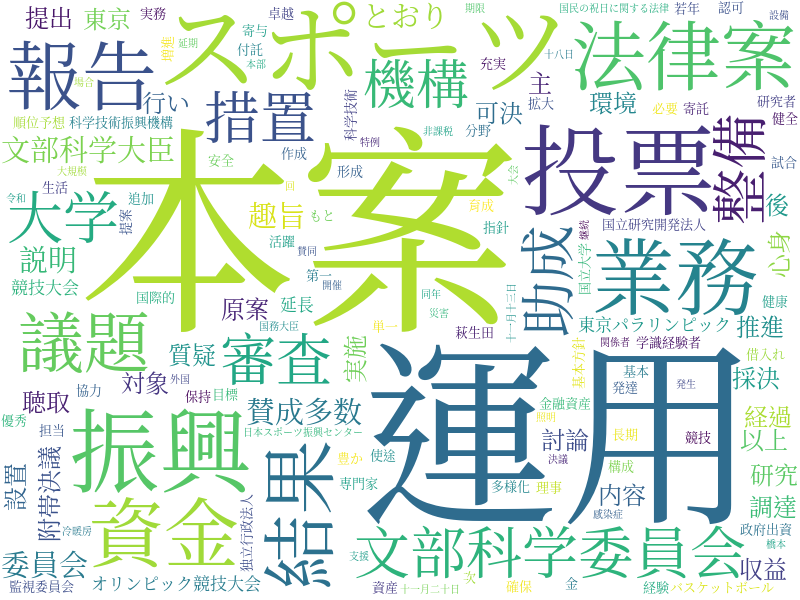 提出
東京
実務
増進
延期
寄与
付託
本部
卓越
スポーツ
とおり
期限
国民の祝日に関する法律
若年
認可
設備
十八日
法律案
報告
場合
行い
措置
機構
充実
主
拡大
環境
必要
寄託
研究者
健全
順位予想
科学技術振興機構
科学技術
特例
非課税
分野
可決
試合
整備
文部科学大臣
安全
作成
形成
大会
投票
大規模
生活
令和
追加
提案
大学
趣旨
回
もと
育成
指針
助成
継続
国立大学
国立研究開発法人
後
心身
本案
説明
活躍
賛同
第一
開催
業務
競技大会
国際的
原案
延長
同年
災害
十一月十三日
健康
国務大臣
単一
萩生田
東京パラリンピック
推進
議題
質疑
審査
実施
運用
関係者
学識経験者
基本方針
基本
発達
発生
借入れ
採決
聴取
対象
外国
協力
保持
目標
優秀
担当
賛成多数
日本スポーツ振興センター
金融資産
照明
長期
競技
経過
以上
振興
豊か
使途
討論
決議
構成
設置
附帯決議
結果
専門家
多様化
理事
内容
研究
調達
独立行政法人
資金
冷暖房
感染症
政府出資
橋本
委員会
支援
文部科学委員会
収益
監視委員会
オリンピック競技大会
資産
十一月二十日
次
確保
金
経験
バスケットボール